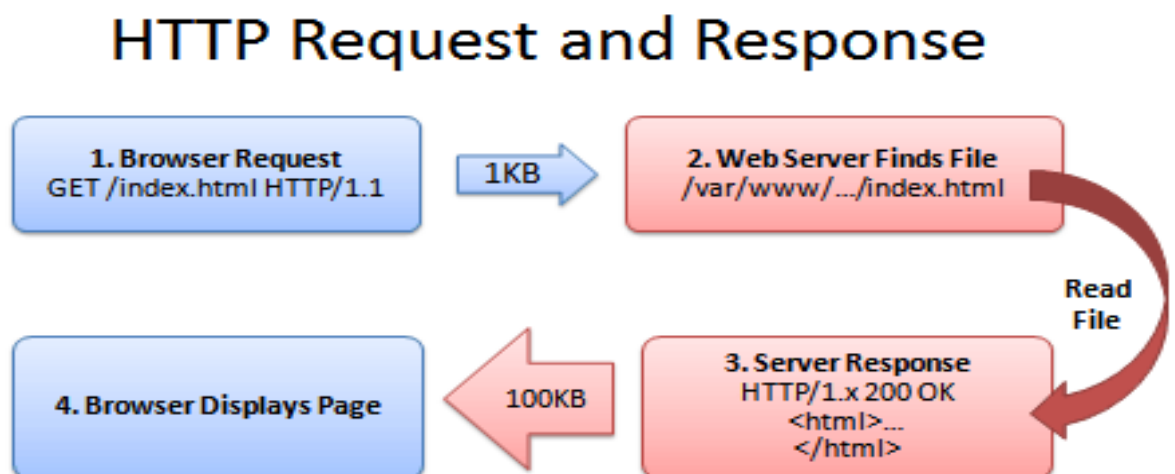 HTTP Request and Response
1. Browser Request
GET /index.html HTTP/1.1
1KB
2. Web Server Finds File
/var/www/.../index.html
Read
File
3. Server Response
HTTP/1.x 200 OK
<html>...
</html>
100KB
4. Browser Displays Page